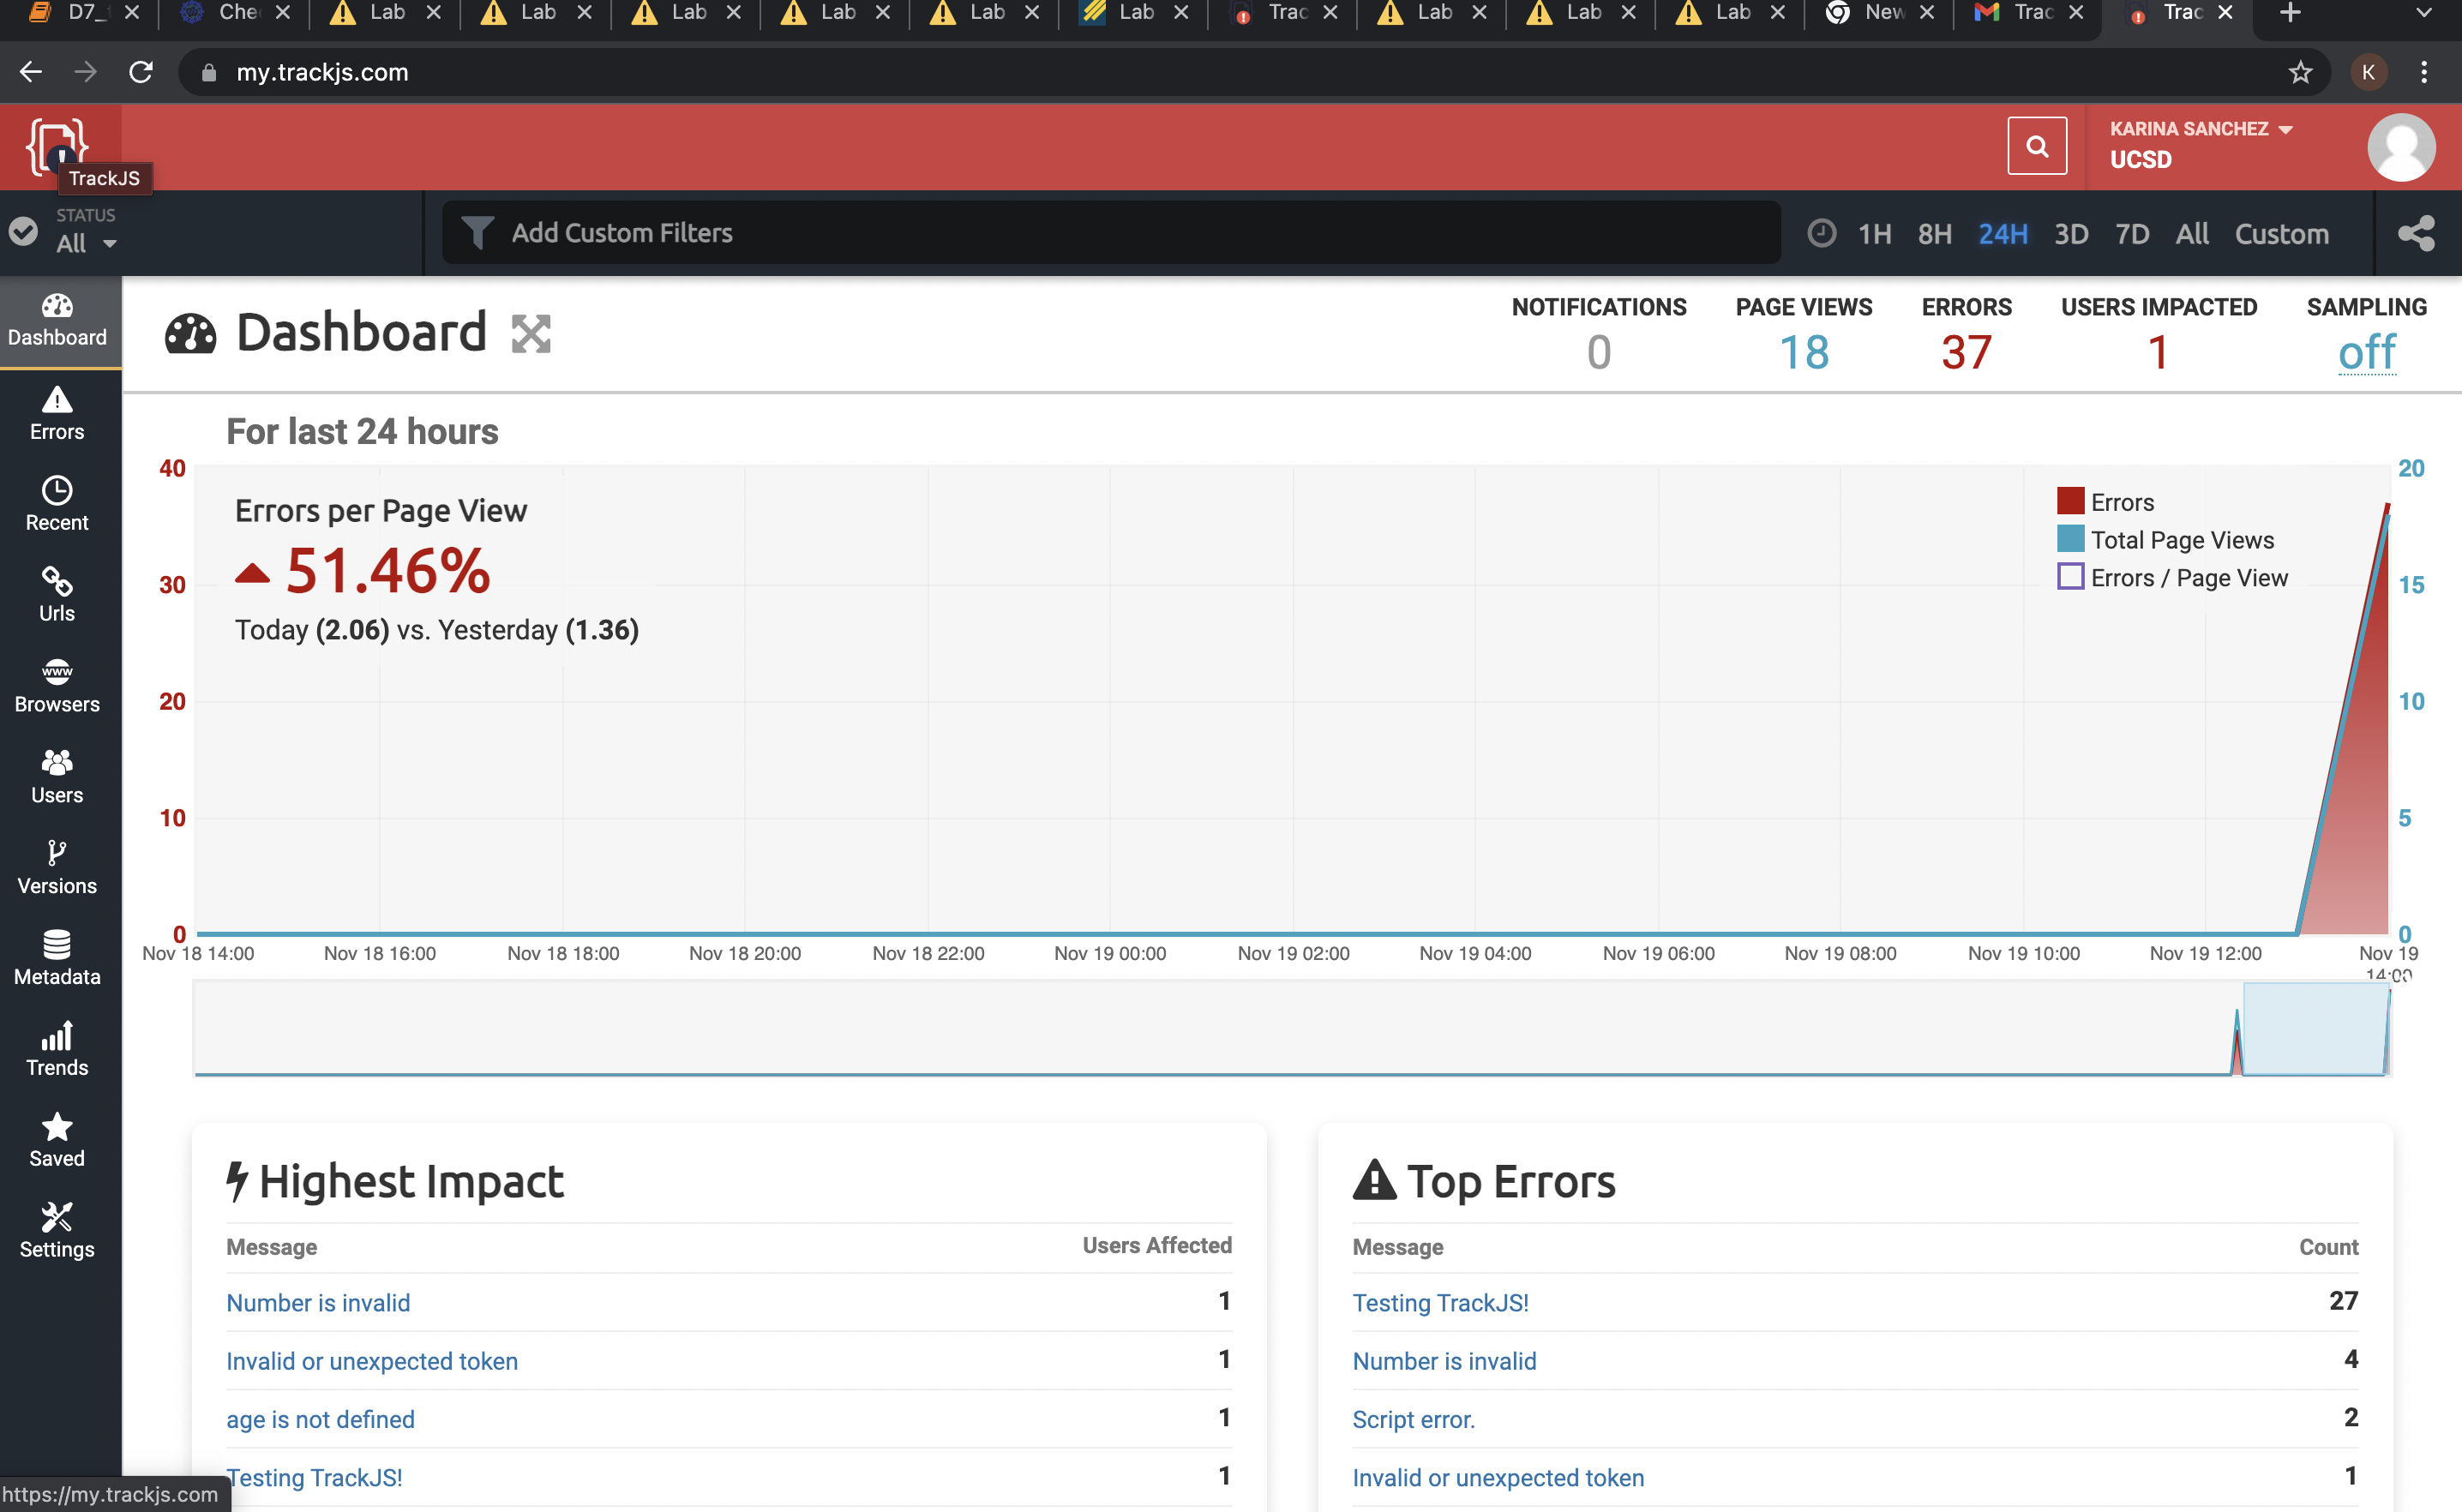 D7_
Che
Lab
Lab
Lab
Lab
Lab
Lab
Trac
Lab
Lab
Lab
New
Trac
Trac
my.trackjs.com
K
TrackJS
KARINA SANCHEZ
UCSD
STATUS
All
Add Custom Filters
1H 8H 24H 3D 7D All Custom
Dashboard
Errors
Recent
Urls
www
Browsers
Users
Versions
Metadata
Trends
Saved
Settings
Dashboard
NOTIFICATIONS PAGE VIEWS ERRORS USERS IMPACTED SAMPLING
0 18 37 1 off
For last 24 hours
40
30
20
10
0
Errors per Page View
51.46%
Today (2.06) vs. Yesterday (1.36)
Errors
Total Page Views
Errors / Page View
20
15
10
5
0
Nov 18 14:00 Nov 18 16:00 Nov 18 18:00 Nov 18 20:00 Nov 18 22:00 Nov 19 00:00 Nov 19 02:00 Nov 19 04:00 Nov 19 06:00 Nov 19 08:00 Nov 19 10:00 Nov 19 12:00 Nov 19
14:00
Highest Impact
Message Users Affected
Number is invalid 1
Invalid or unexpected token 1
age is not defined 1
Testing TrackJS! 1
Top Errors
Message Count
Testing TrackJS! 27
Number is invalid 4
Script error. 2
Invalid or unexpected token 1
https://my.trackjs.com